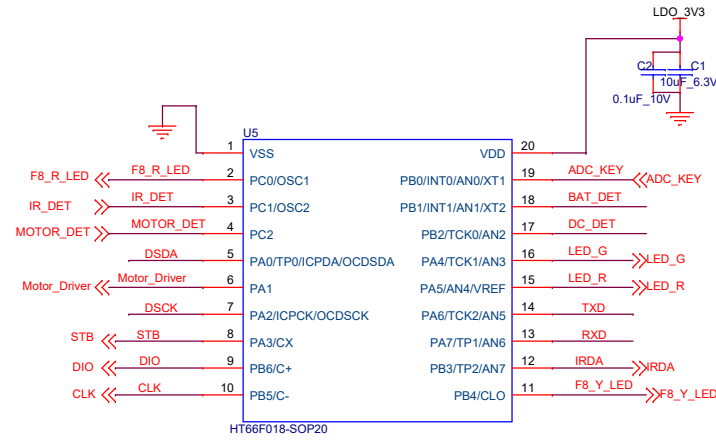 LDO_3V3
C2 C1
10uF_6.3V
0.1uF_10V
U5
1 VSS VDD 20
F8_R_LED F8_R_LED 2 PC0/OSC1 PB0/INT0/AN0/XT1 19 ADC_KEY ADC_KEY
IR_DET IR_DET 3 PC1/OSC2 PB1/INT1/AN1/XT2 18 BAT_DET
MOTOR_DET MOTOR_DET 4 PC2 PB2/TCK0/AN2 17 DC_DET
DSDA 5 PA0/TP0/ICPDA/OCDSDA PA4/TCK1/AN3 16 LED_G LED_G
Motor_Driver Motor_Driver 6 PA1 PA5/AN4/VREF 15 LED_R LED_R
DSCK 7 PA2/ICPCK/OCDSCK PA6/TCK2/AN5 14 TXD
STB STB 8 PA3/CX PA7/TP1/AN6 13 RXD
DIO DIO 9 PB6/C+ PB3/TP2/AN7 12 IRDA IRDA
CLK CLK 10 PB5/C- PB4/CLO 11 F8_Y_LED F8_Y_LED
HT66F018-SOP20